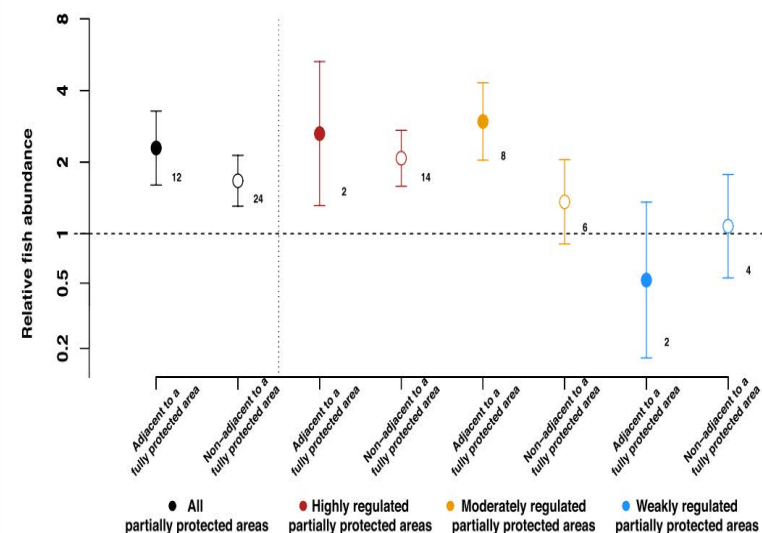 Relative fish abundance
8
4
2
1
0.5
0.2
12
24
2
14
8
6
2
4
Adjacent to a
fully protected area
Non–adjacent to a
fully protected area
Adjacent to a
fully protected area
Non–adjacent to a
fully protected area
Adjacent to a
fully protected area
Non–adjacent to a
fully protected area
Adjacent to a
fully protected area
Non–adjacent to a
fully protected area
All
partially protected areas
Highly regulated
partially protected areas
Moderately regulated
partially protected areas
Weakly regulated
partially protected areas